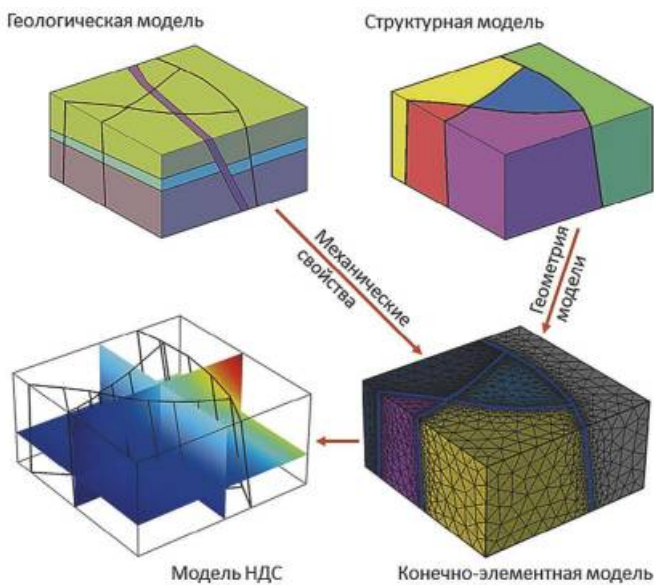 Геологическая модель
Структурная модель
Механические
свойства
Геометрия
модели
Модель НДС
Конечно-элементная модель